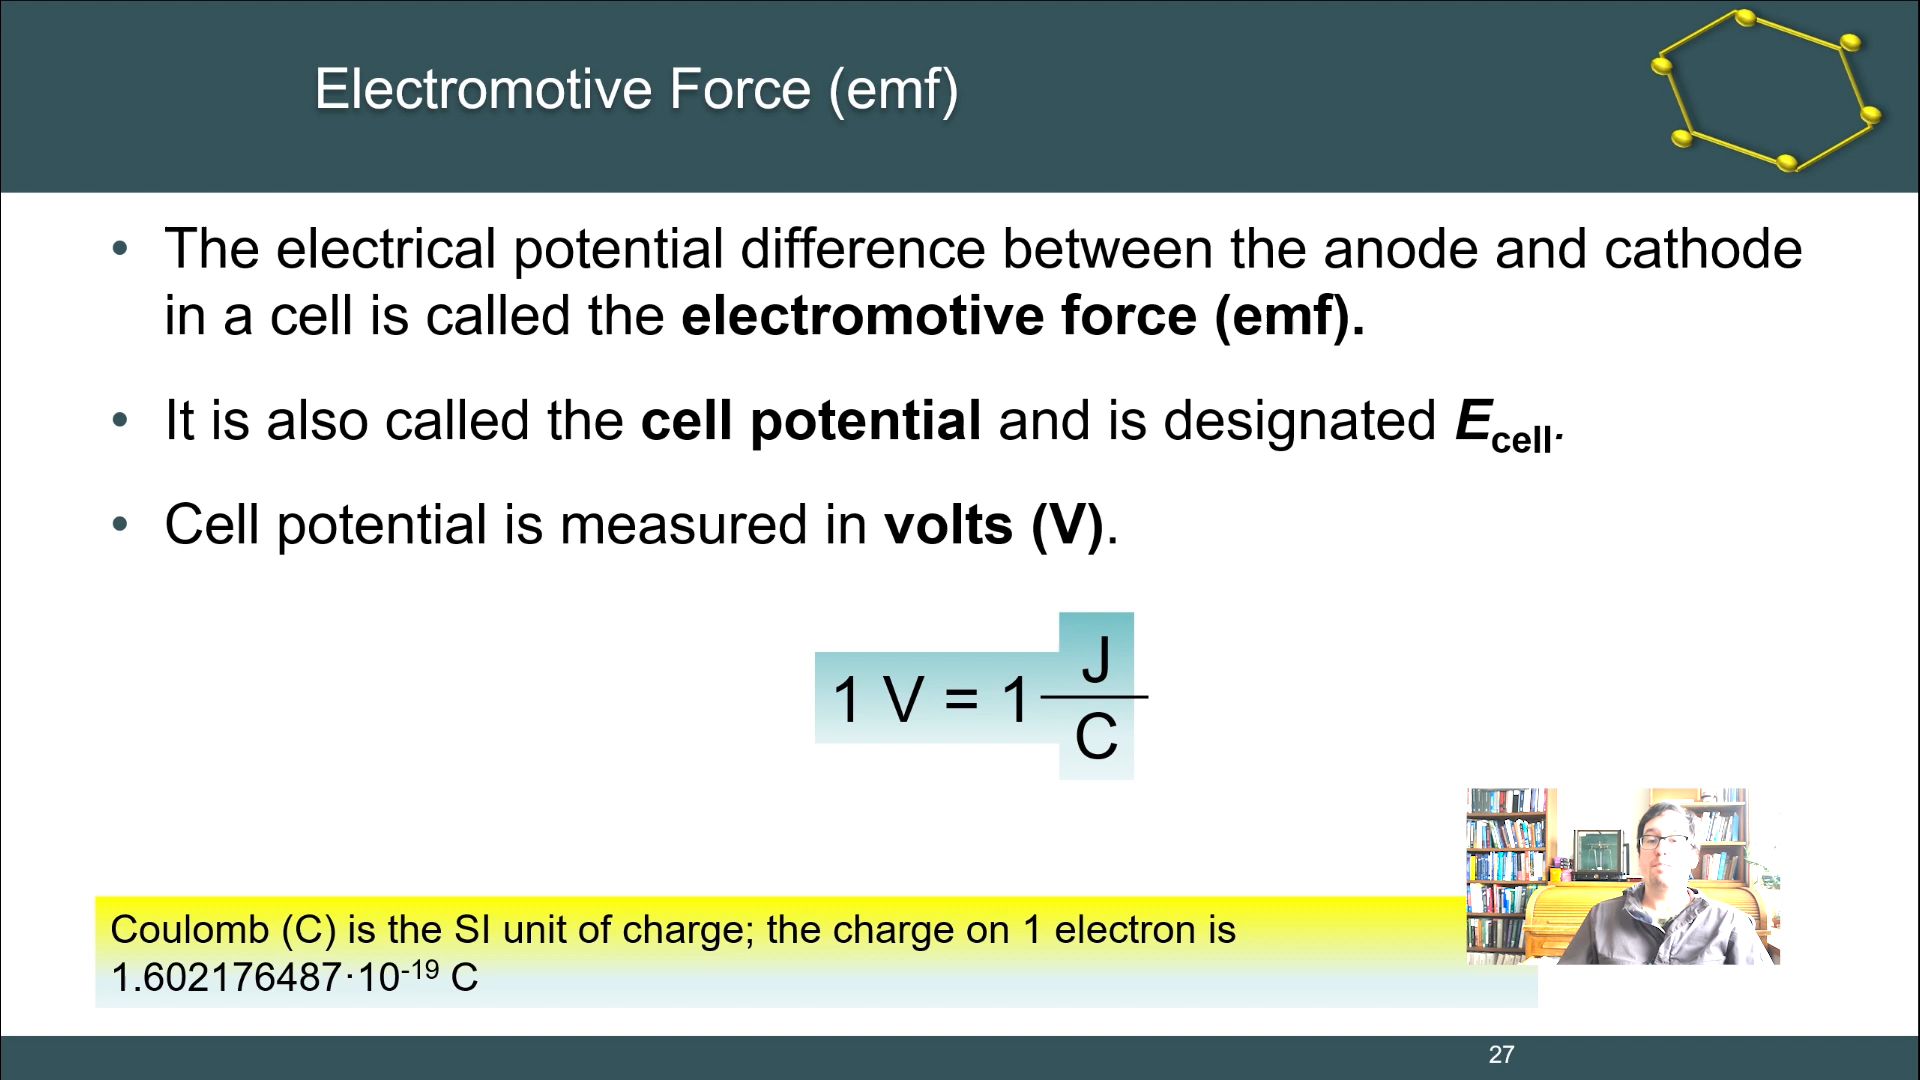 Electromotive Force (emf)
• The electrical potential difference between the anode and cathode
in a cell is called the electromotive force (emf).
• It is also called the cell potential and is designated Ecell.
• Cell potential is measured in volts (V).
1 V = 1 J
C
Coulomb (C) is the SI unit of charge; the charge on 1 electron is
1.602176487·10-19 C
27